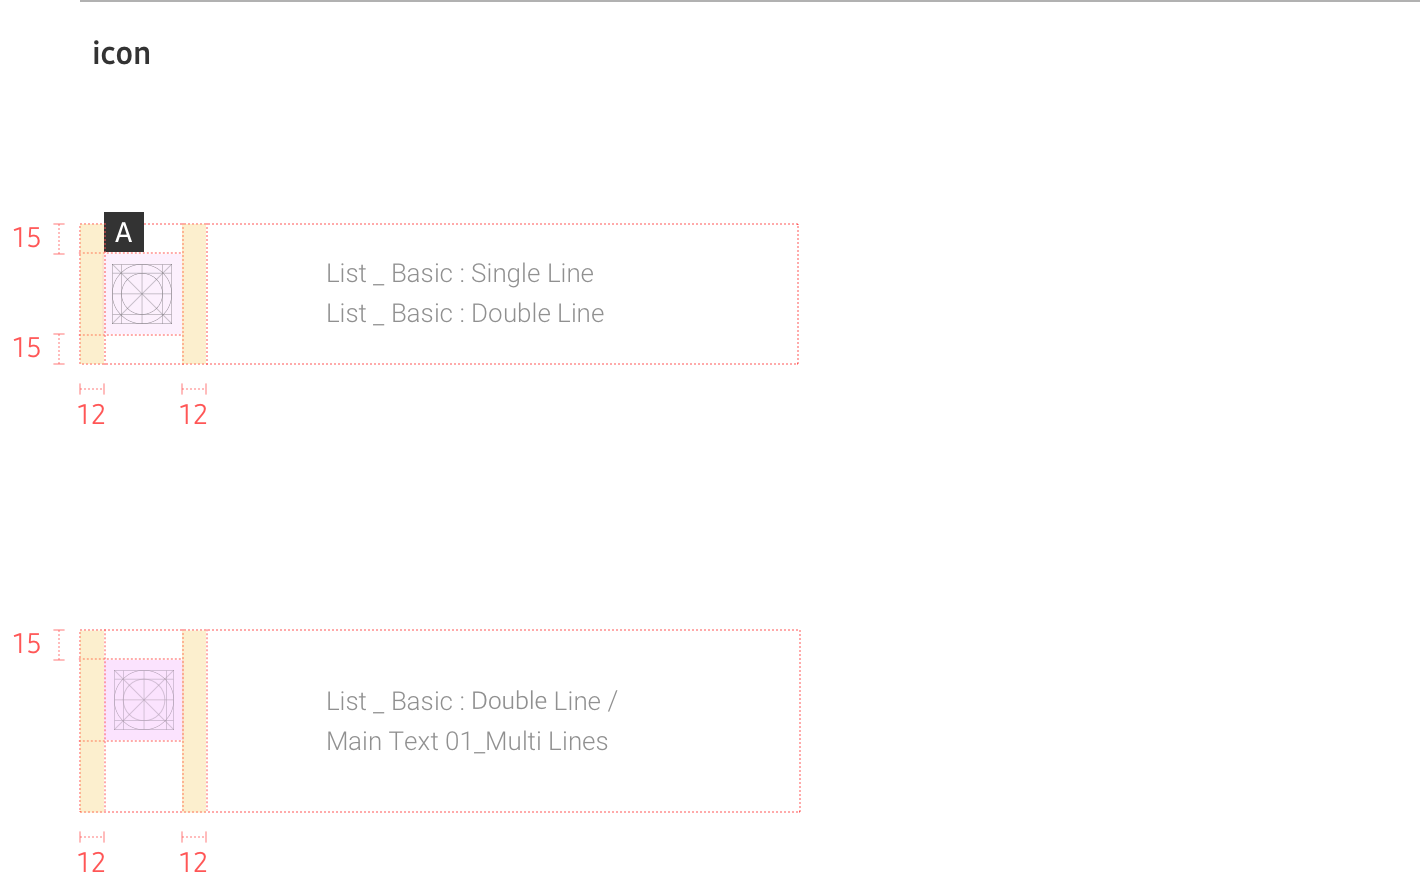 icon
A
15
List _ Basic : Single Line
List _ Basic : Double Line
15
12 12
15
List _ Basic : Double Line /
Main Text 01_Multi Lines
12 12